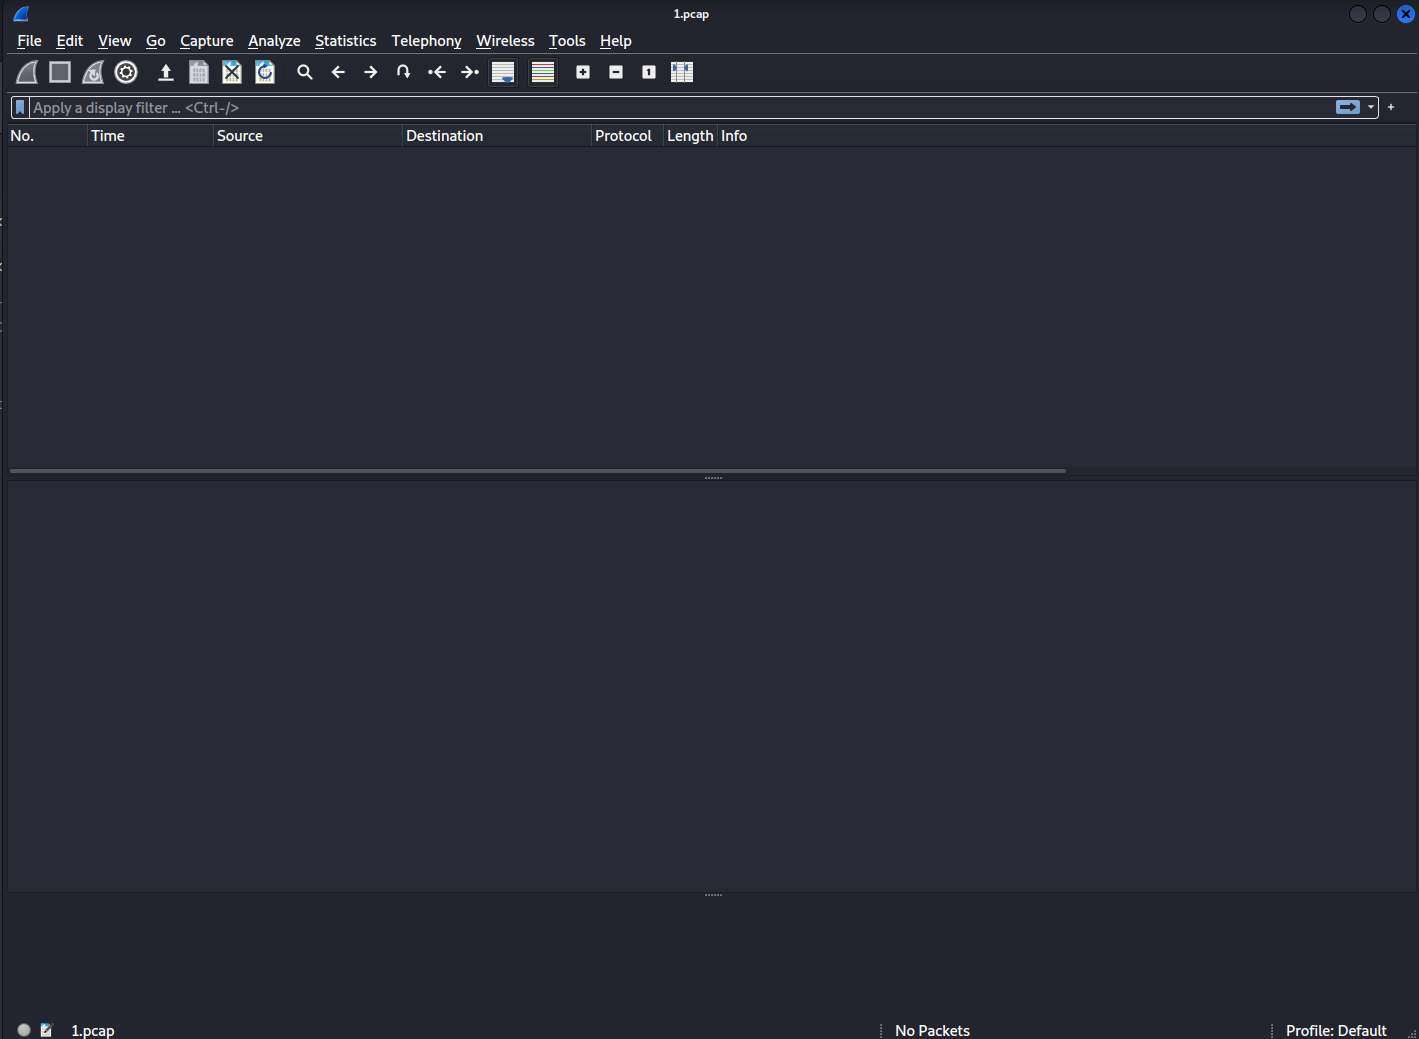 1.pcap
File Edit View Go Capture Analyze Statistics Telephony Wireless Tools Help
Apply a display filter … <Ctrl-/>
No. Time Source Destination Protocol Length Info
1.pcap No Packets Profile: Default